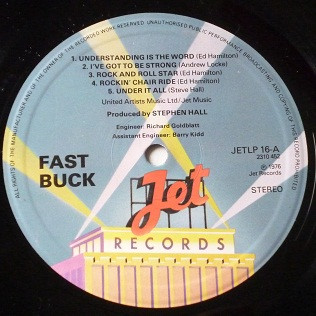 ALL RIGHTS OF THE MANUFACTURER AND OF THE OWNER OF THE RECORDED WORK RESERVED. UNAUTHORISED PUBLIC PERFORMANCE, BROADCASTING AND COPYING OF THIS RECORD PROHIBITED
1. UNDERSTANDING IS THE WORD (Ed Hamilton)
2. I'VE GOT TO BE STRONG (Andrew Locke)
3. ROCK AND ROLL STAR (Ed Hamilton)
4. ROCKIN' CHAIR RIDE (Ed Hamilton)
5. UNDER IT ALL (Steve Hall)
United Artists Music Ltd/Jet Music
Produced by STEPHEN HALL
Engineer: Richard Goldblatt
Assistant Engineer: Barry Kidd
FAST
BUCK
JETLP 16-A
2310 452
℗ 1976
Jet Records
STEREO
Jet
RECORDS